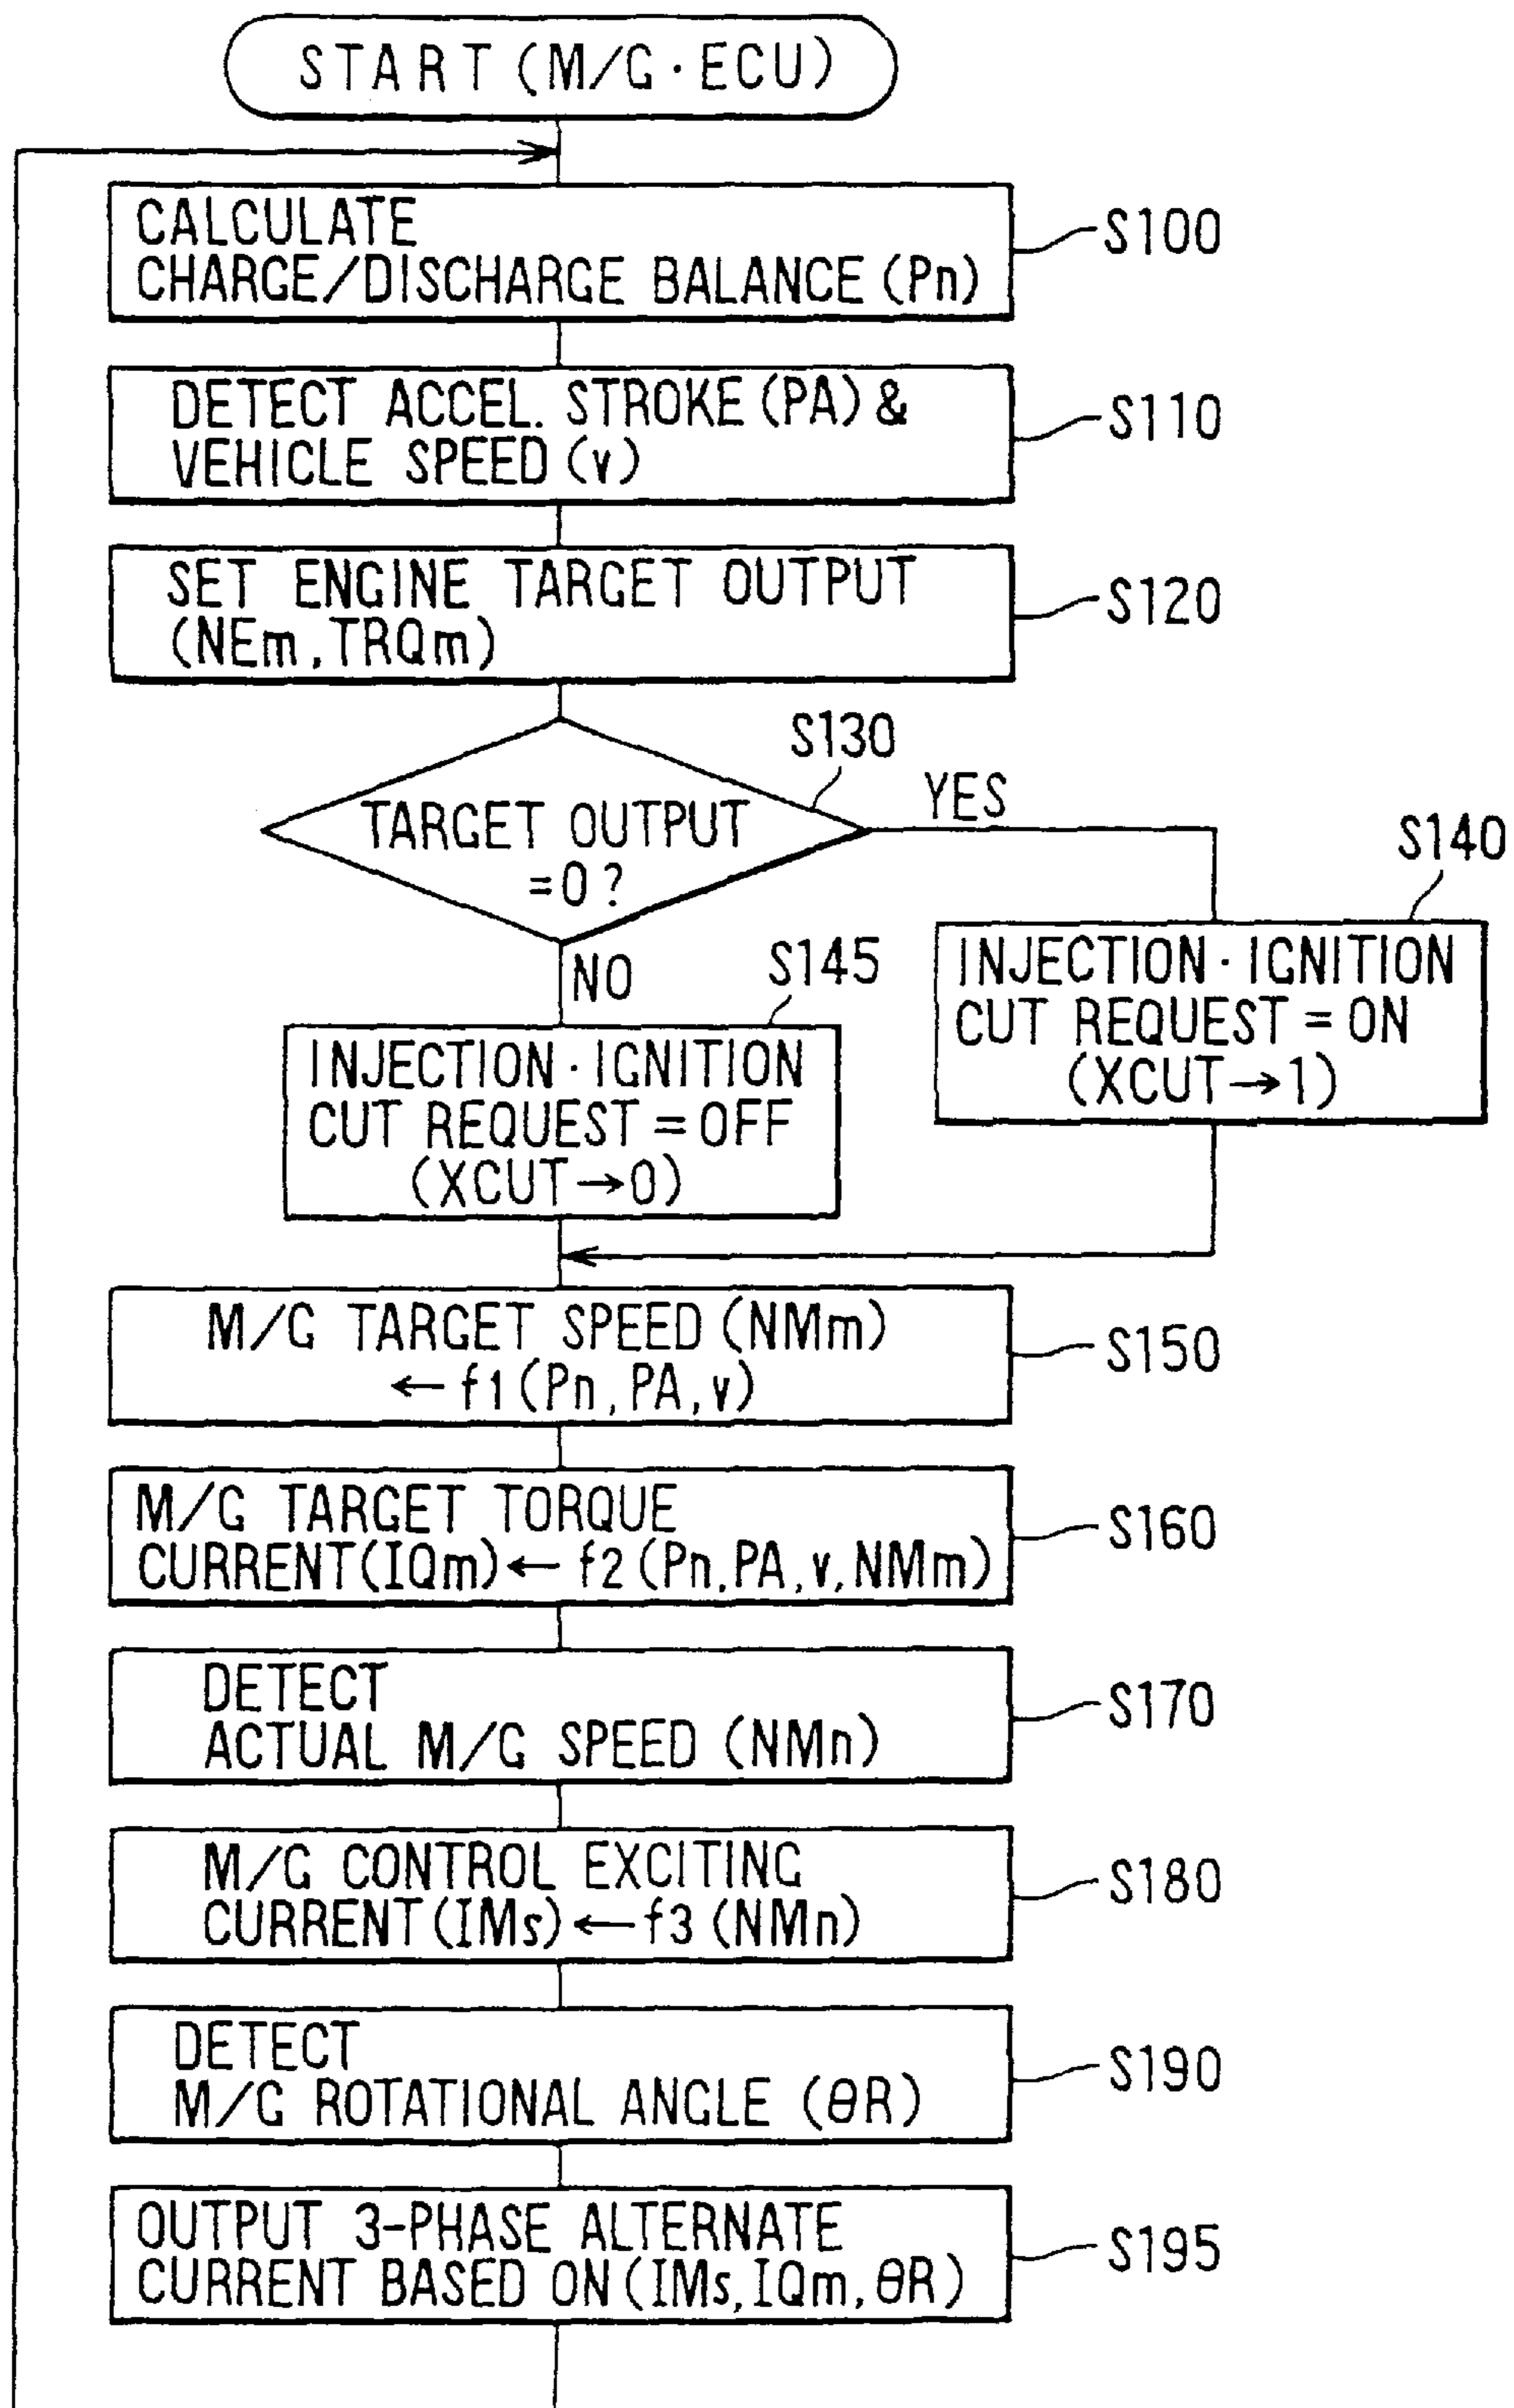 START (M/G · ECU)
CALCULATE
CHARGE/DISCHARGE BALANCE (Pn)
S100
DETECT ACCEL. STROKE (PA) &
VEHICLE SPEED (v)
S110
SET ENGINE TARGET OUTPUT
(NEm, TRQm)
S120
S130
TARGET OUTPUT
=0?
YES
NO
S140
INJECTION · IGNITION
CUT REQUEST = ON
(XCUT→1)
S145
INJECTION · IGNITION
CUT REQUEST = OFF
(XCUT→0)
M/G TARGET SPEED (NMm)
← f1 (Pn, PA, v)
S150
M/G TARGET TORQUE
CURRENT (IQm) ← f2 (Pn, PA, v, NMm)
S160
DETECT
ACTUAL M/G SPEED (NMn)
S170
M/G CONTROL EXCITING
CURRENT (IMs) ← f3 (NMn)
S180
DETECT
M/G ROTATIONAL ANGLE (θR)
S190
OUTPUT 3-PHASE ALTERNATE
CURRENT BASED ON (IMs, IQm, θR)
S195